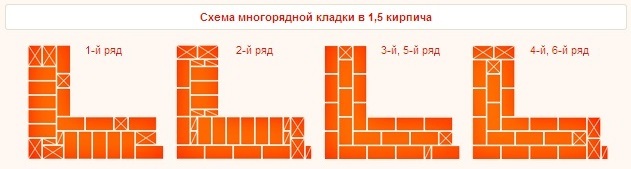 Схема многорядной кладки в 1,5 кирпича
1-й ряд
2-й ряд
3-й, 5-й ряд
4-й, 6-й ряд